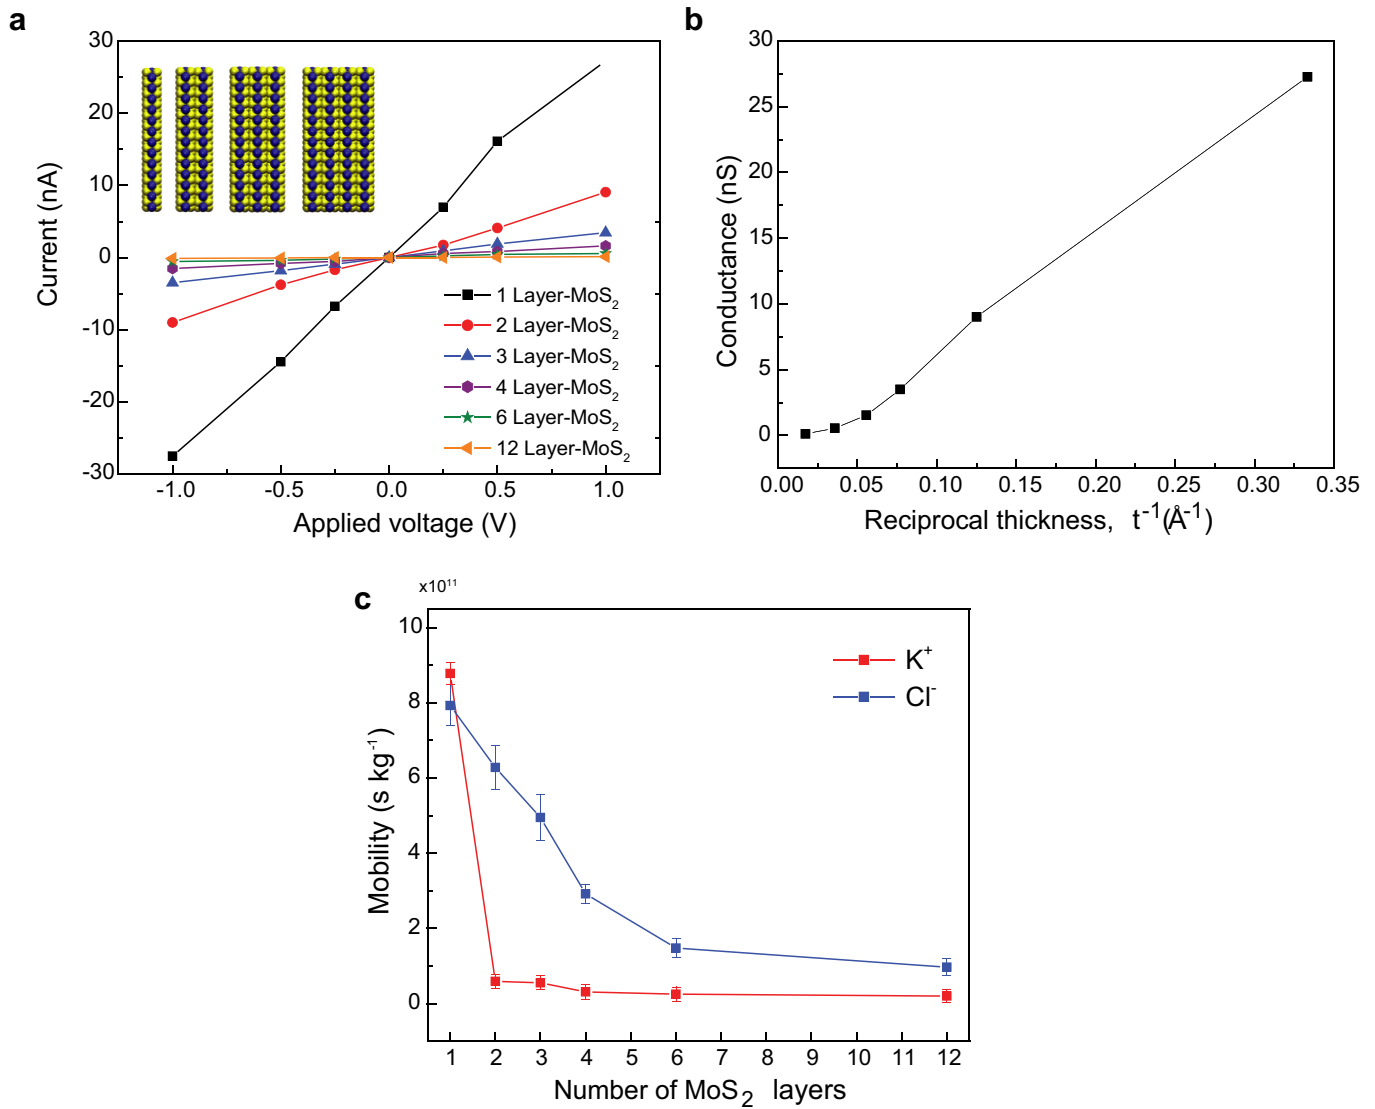 a
30
20
10
0
-10
-20
-30
Current (nA)
-1.0 -0.5 0.0 0.5 1.0
Applied voltage (V)
1 Layer-MoS₂
2 Layer-MoS₂
3 Layer-MoS₂
4 Layer-MoS₂
6 Layer-MoS₂
12 Layer-MoS₂
b
30
25
20
15
10
5
0
Conductance (nS)
0.00 0.05 0.10 0.15 0.20 0.25 0.30 0.35
Reciprocal thickness, t⁻¹(Å⁻¹)
c
x10¹¹
10
8
6
4
2
0
Mobility (s kg⁻¹)
K⁺
Cl⁻
1 2 3 4 5 6 7 8 9 10 11 12
Number of MoS₂ layers